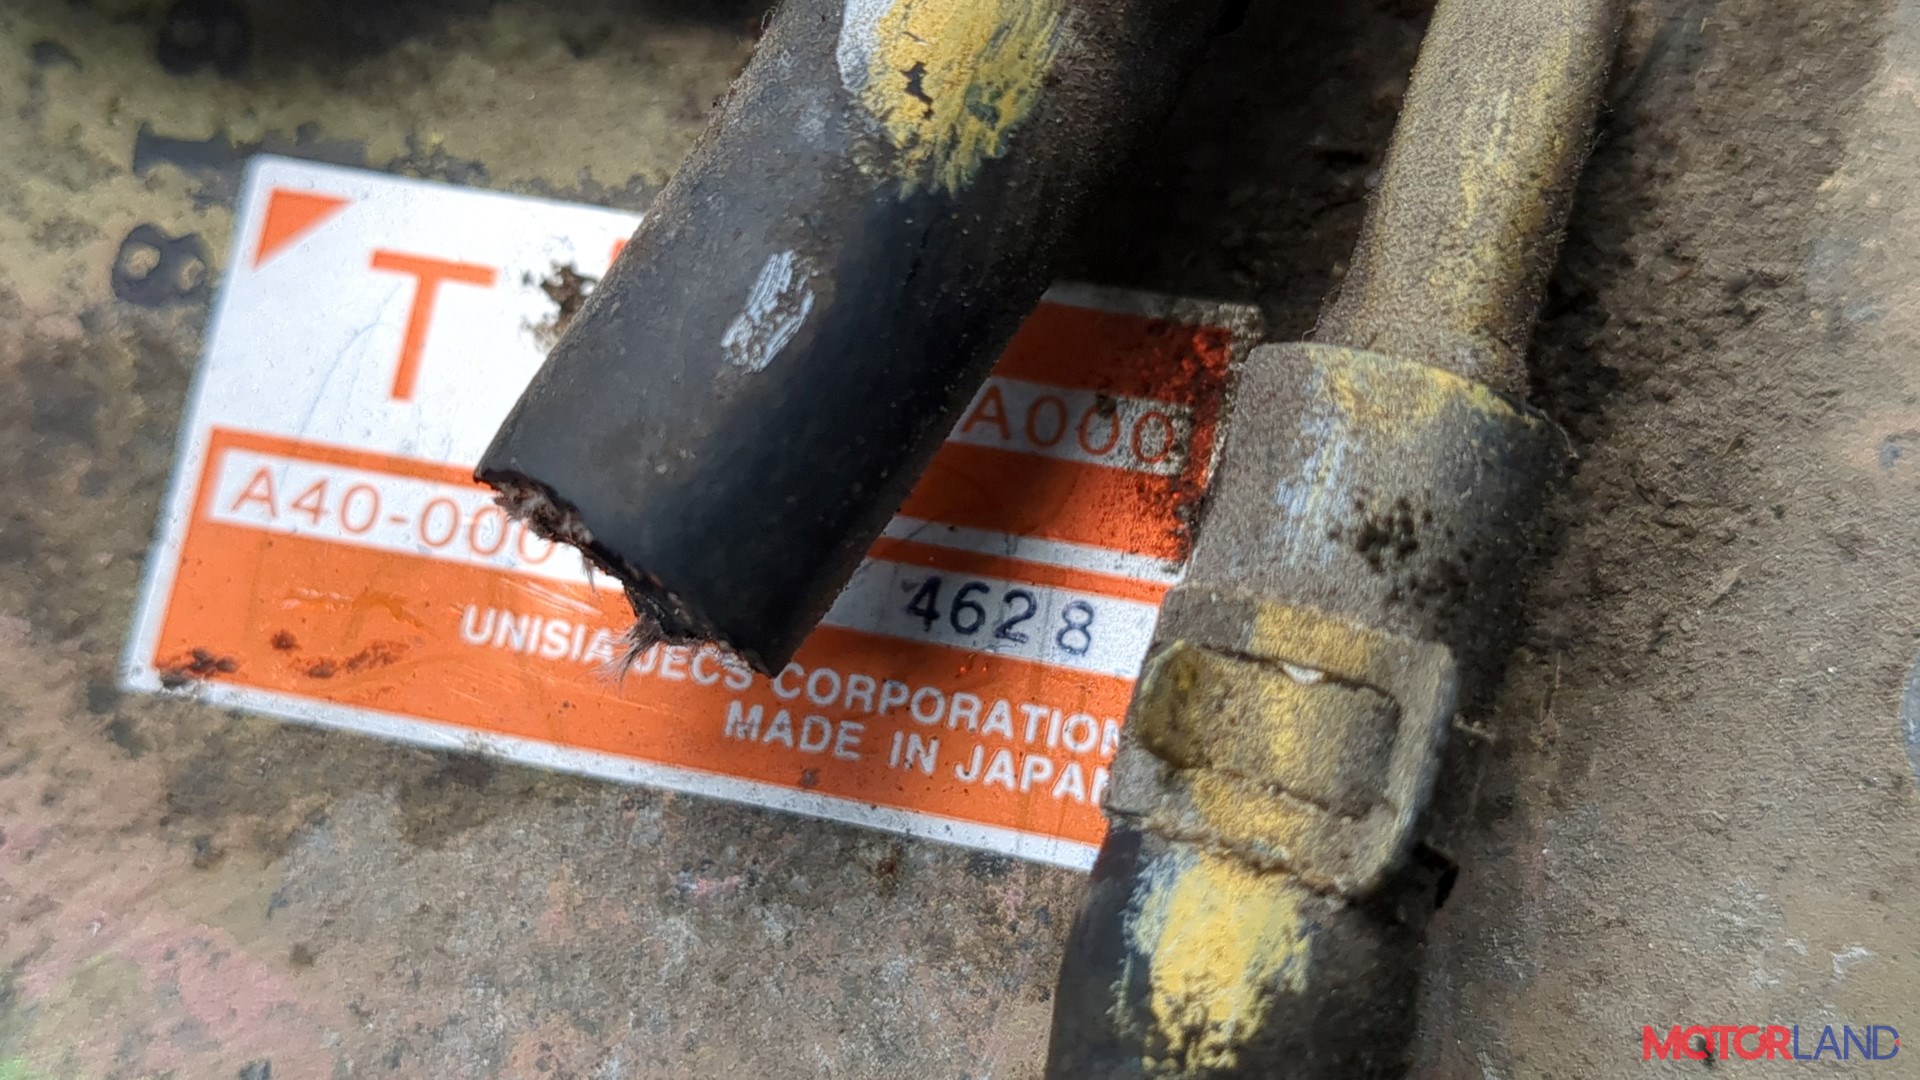 T
A000
A40-000
4628
UNISIA JECS CORPORATION
MADE IN JAPAN
MOTORLAND